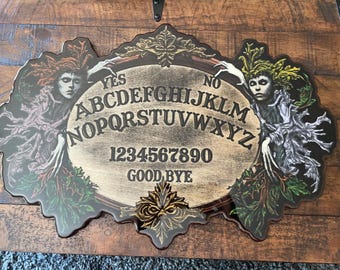 YES NO
ABCDEFGHIJKLM
NOPQRSTUVWXYZ
1234567890
GOOD BYE